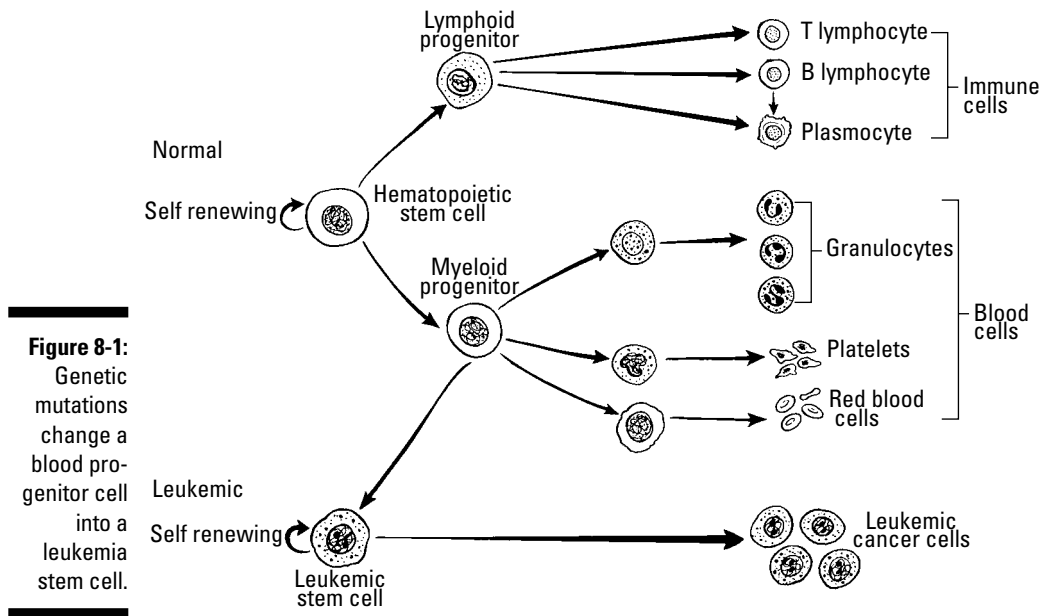 Lymphoid
progenitor
T lymphocyte
B lymphocyte
Plasmocyte
Immune
cells
Normal
Self renewing
Hematopoietic
stem cell
Myeloid
progenitor
Granulocytes
Platelets
Red blood
cells
Blood
cells
Figure 8-1:
Genetic
mutations
change a
blood pro-
genitor cell
into a
leukemia
stem cell.
Leukemic
Self renewing
Leukemic
stem cell
Leukemic
cancer cells